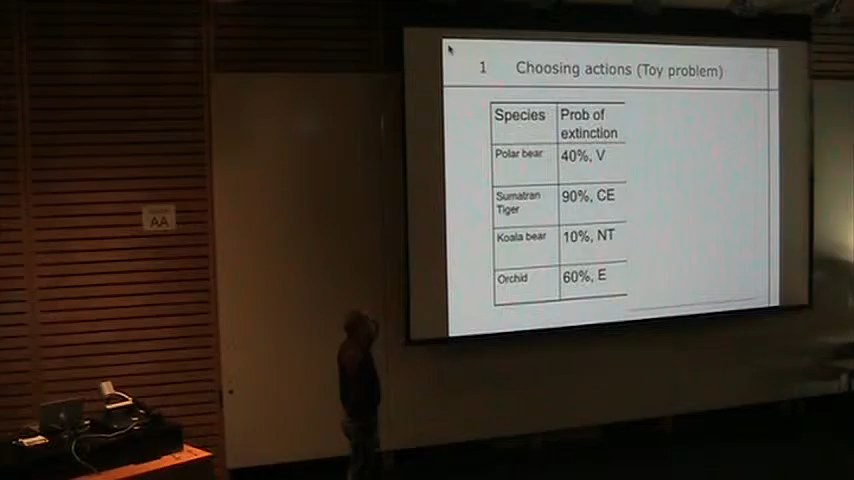 1 Choosing actions (Toy problem)
Species Prob of
extinction
Polar bear 40%, V
Sumatran 90%, CE
Tiger
Koala bear 10%, NT
Orchid 60%, E
AA